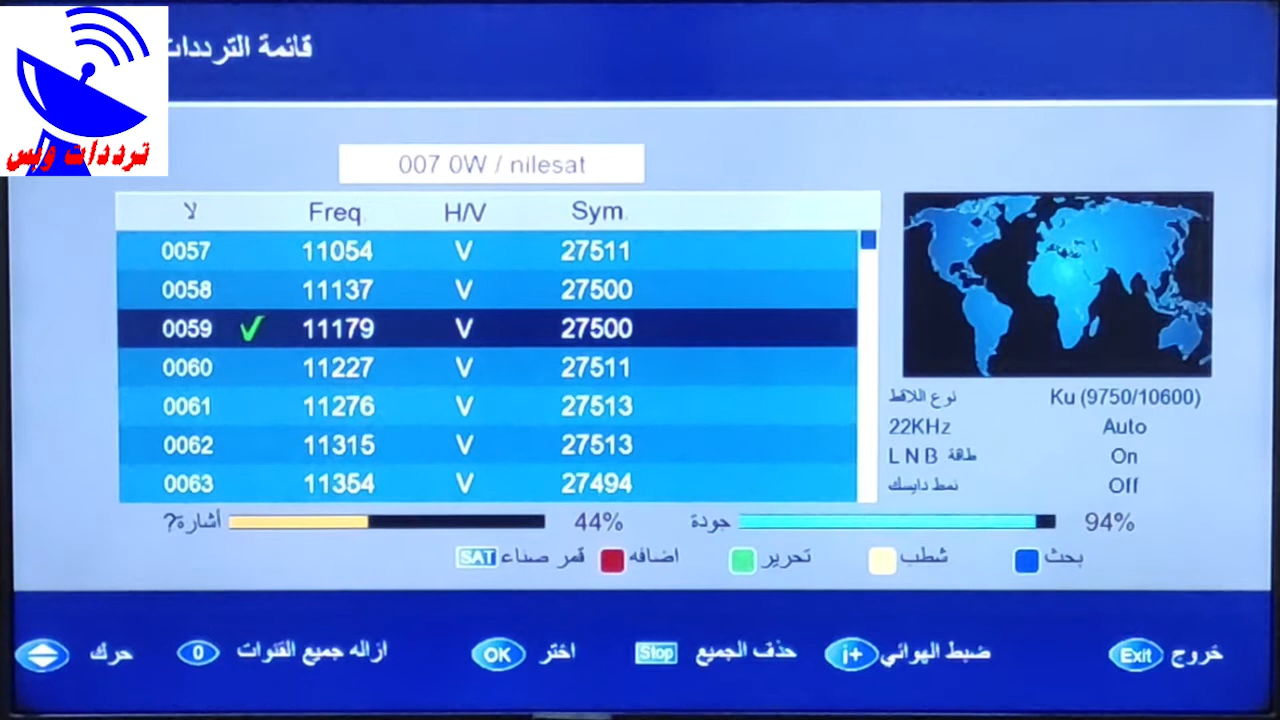 قائمة الترددات
ترددات وبس
007 0W / nilesat
لا Freq. H/V Sym.
0057 11054 V 27511
0058 11137 V 27500
0059 ✓ 11179 V 27500
0060 11227 V 27511
0061 11276 V 27513
0062 11315 V 27513
0063 11354 V 27494
نوع اللاقط Ku (9750/10600)
22KHz Auto
طاقة LNB On
نمط دايسك Off
أشارة? 44% جودة 94%
SAT قمر صناعء اضافه تحرير شطب بحث
حرك 0 ازاله جميع القنوات OK اختر Stop حذف الجميع i+ ضبط الهوائي Exit خروج